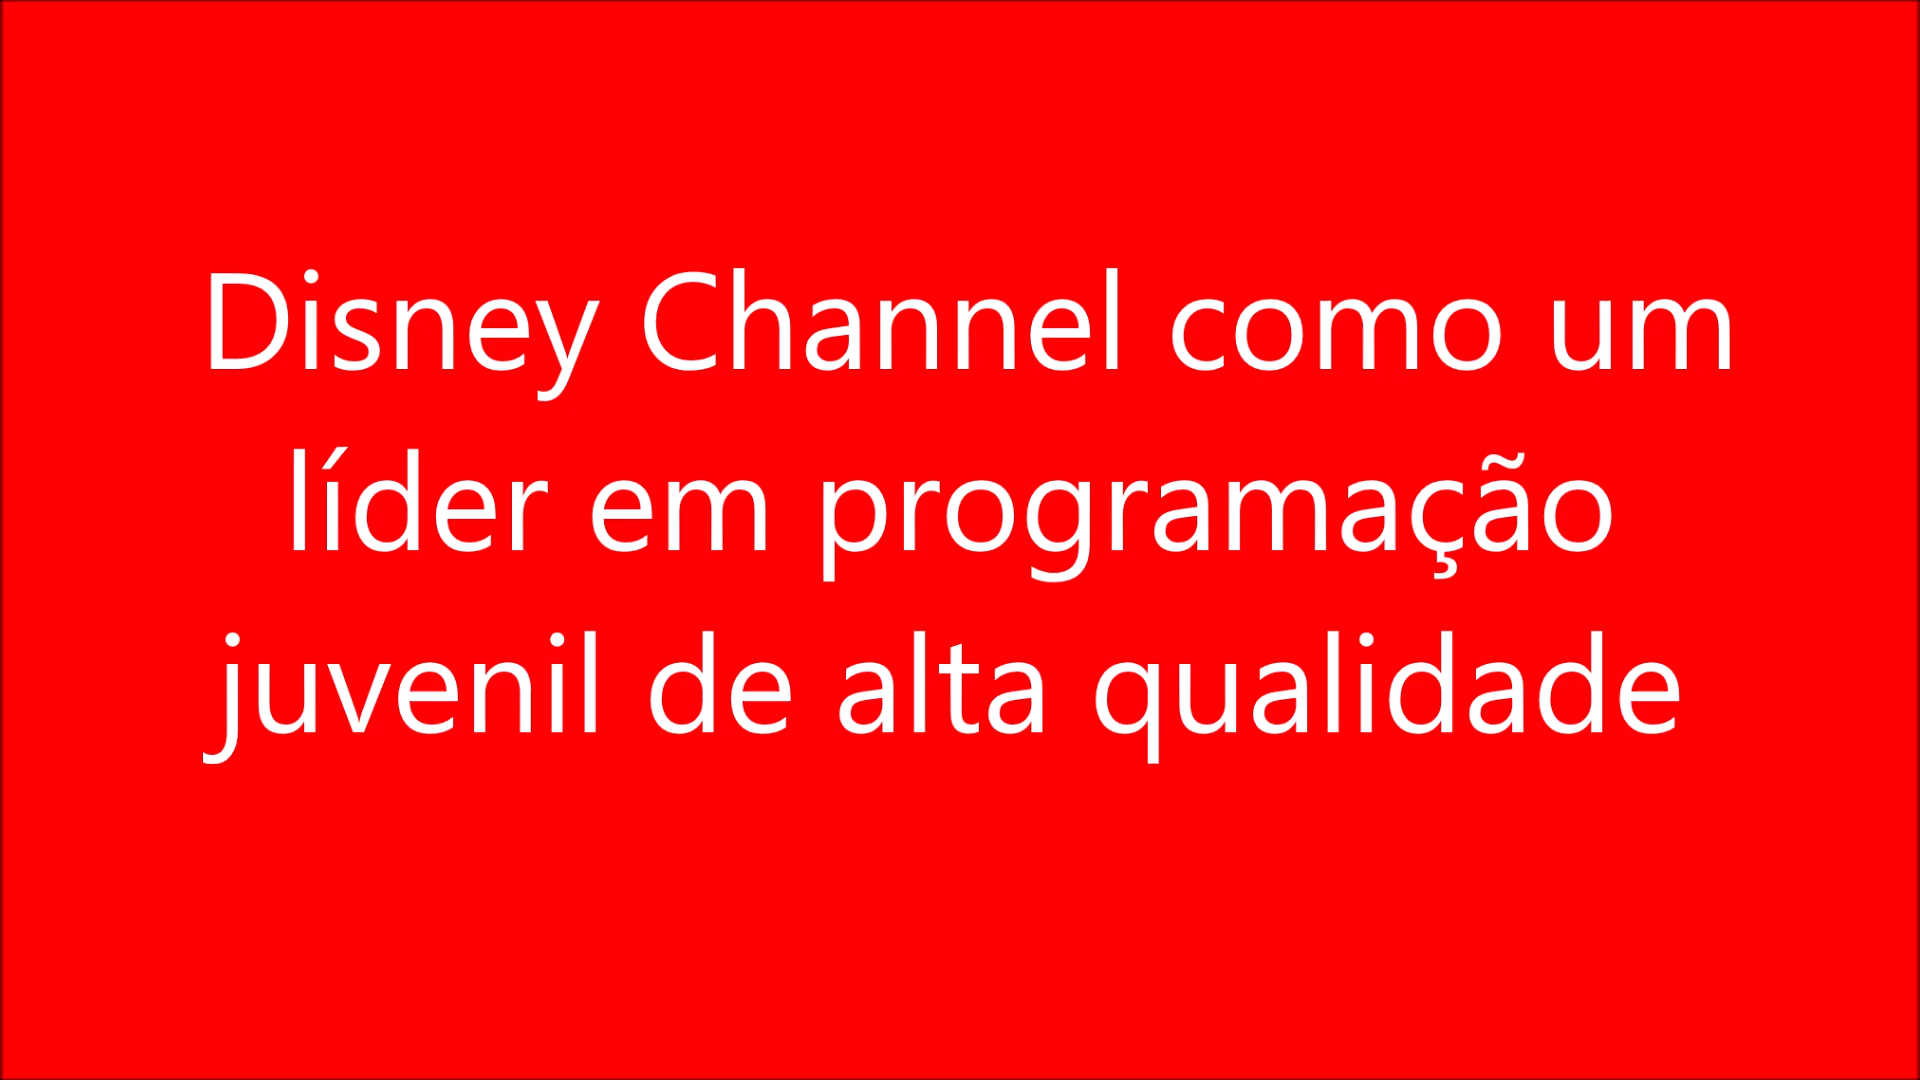 Disney Channel como um
líder em programação
juvenil de alta qualidade